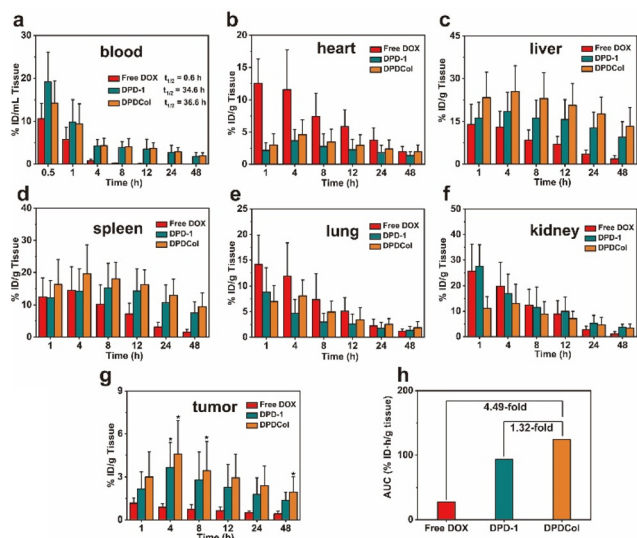 a
blood
% ID/mL Tissue
30
20
10
0
Free DOX t1/2 = 0.6 h
DPD-1 t1/2 = 34.6 h
DPDCol t1/2 = 36.6 h
0.5 1 4 8 12 24 48
Time (h)
b
heart
% ID/g Tissue
20
15
10
5
0
Free DOX
DPD-1
DPDCol
1 4 8 12 24 48
Time (h)
c
liver
% ID/g Tissue
45
30
15
0
Free DOX
DPD-1
DPDCol
1 4 8 12 24 48
Time (h)
d
spleen
% ID/g Tissue
40
30
20
10
0
Free DOX
DPD-1
DPDCol
1 4 8 12 24 48
Time (h)
e
lung
% ID/g Tissue
20
15
10
5
0
Free DOX
DPD-1
DPDCol
1 4 8 12 24 48
Time (h)
f
kidney
% ID/g Tissue
50
40
30
20
10
0
Free DOX
DPD-1
DPDCol
1 4 8 12 24 48
Time (h)
g
tumor
% ID/g Tissue
9
6
3
0
Free DOX
DPD-1
DPDCol
* * * *
1 4 8 12 24 48
Time (h)
h
AUC (% ID·h/g tissue)
200
100
0
4.49-fold
1.32-fold
Free DOX DPD-1 DPDCol